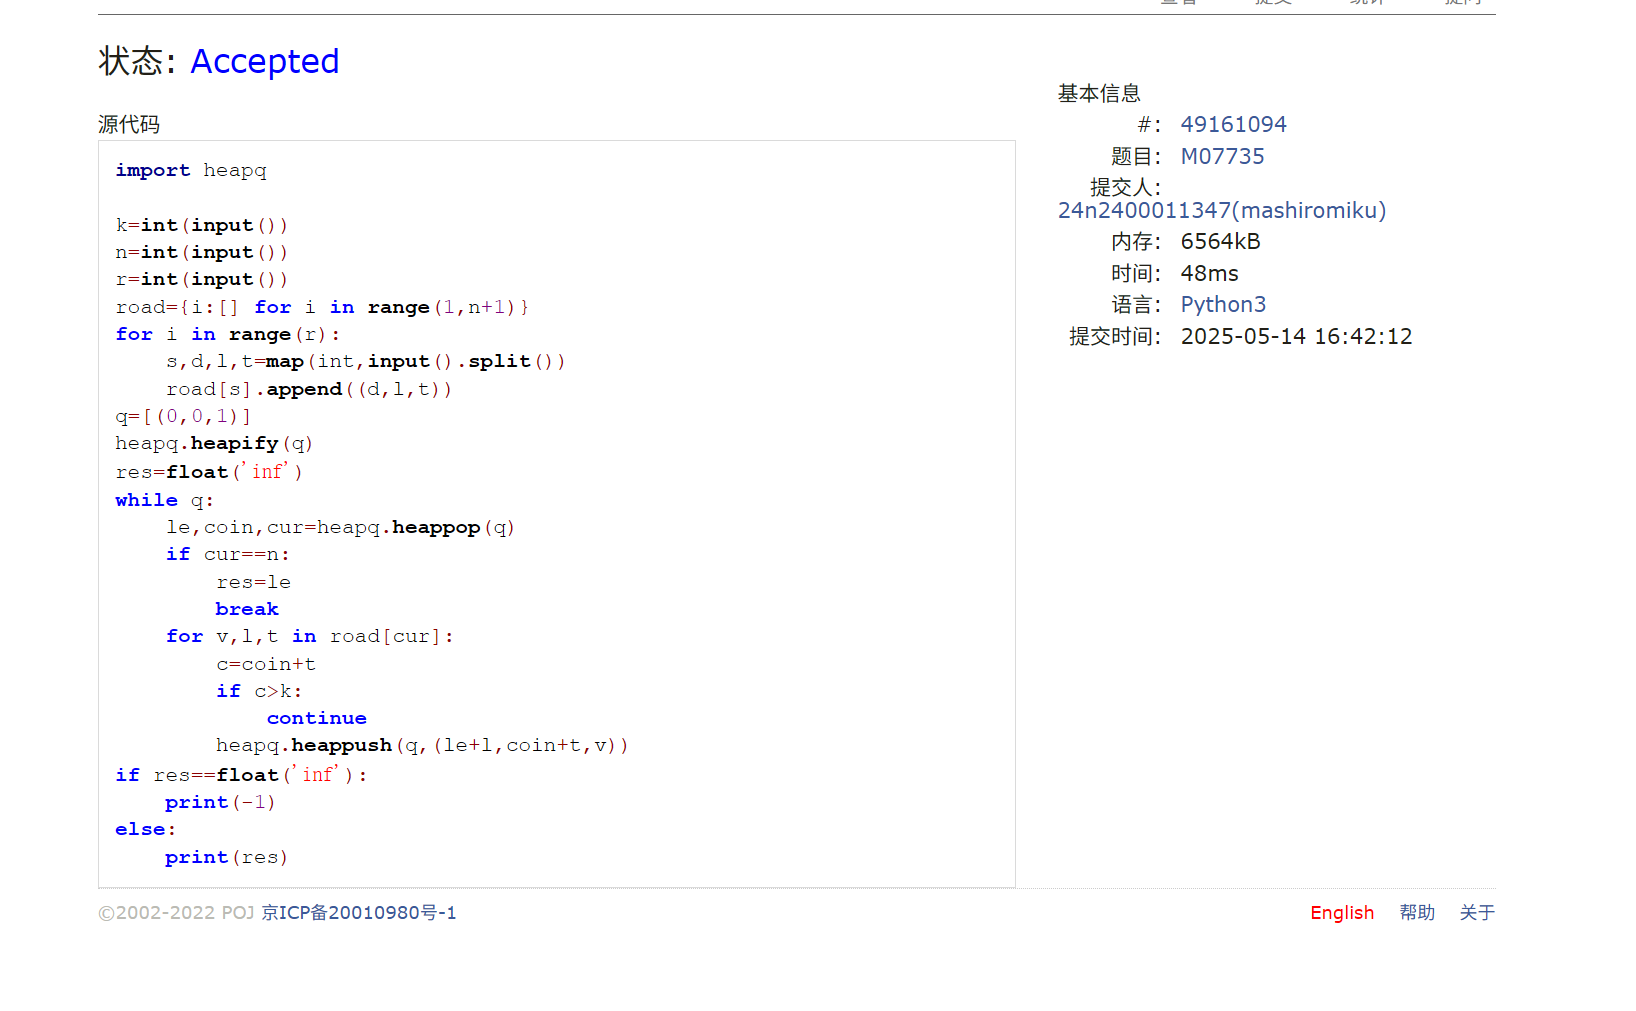 状态: Accepted
源代码
import heapq
k=int(input())
n=int(input())
r=int(input())
road={i:[] for i in range(1,n+1)}
for i in range(r):
    s,d,l,t=map(int,input().split())
    road[s].append((d,l,t))
q=[(0,0,1)]
heapq.heapify(q)
res=float('inf')
while q:
    le,coin,cur=heapq.heappop(q)
    if cur==n:
        res=le
        break
    for v,l,t in road[cur]:
        c=coin+t
        if c>k:
            continue
        heapq.heappush(q,(le+l,coin+t,v))
if res==float('inf'):
    print(-1)
else:
    print(res)
基本信息
#: 49161094
题目: M07735
提交人:
24n2400011347(mashiromiku)
内存: 6564kB
时间: 48ms
语言: Python3
提交时间: 2025-05-14 16:42:12
©2002-2022 POJ 京ICP备20010980号-1
English 帮助 关于